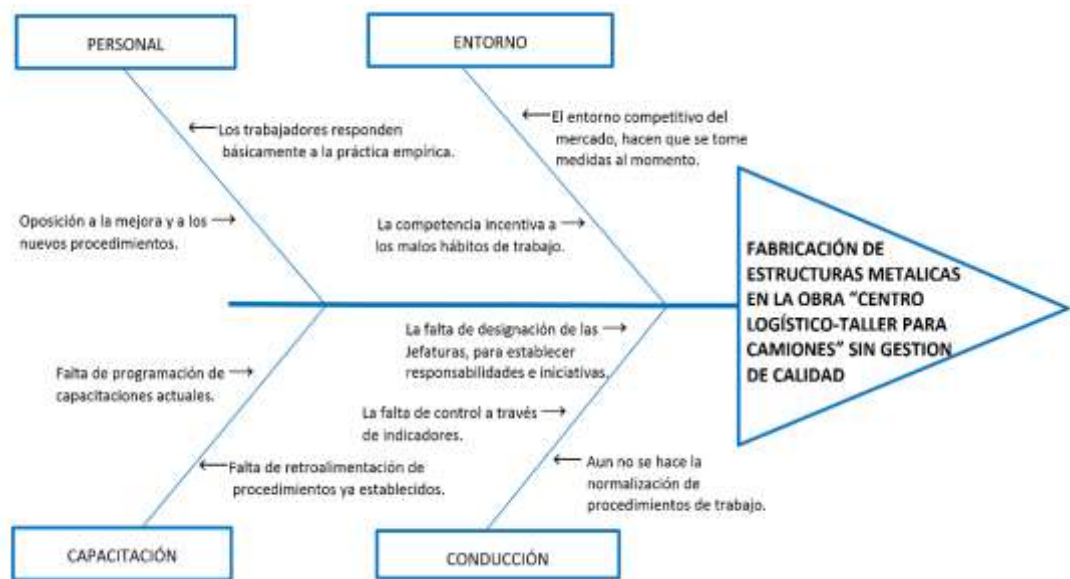 PERSONAL
ENTORNO
← Los trabajadores responden
básicamente a la práctica empírica.
← El entorno competitivo del
mercado, hacen que se tome
medidas al momento.
Oposición a la mejora y a los →
nuevos procedimientos.
La competencia incentiva a →
los malos hábitos de trabajo.
FABRICACIÓN DE
ESTRUCTURAS METALICAS
EN LA OBRA “CENTRO
LOGÍSTICO-TALLER PARA
CAMIONES” SIN GESTION
DE CALIDAD
La falta de designación de las →
Jefaturas, para establecer
responsabilidades e iniciativas.
Falta de programación de →
capacitaciones actuales.
La falta de control a través →
de indicadores.
← Falta de retroalimentación de
procedimientos ya establecidos.
← Aun no se hace la
normalización de
procedimientos de trabajo.
CAPACITACIÓN
CONDUCCIÓN